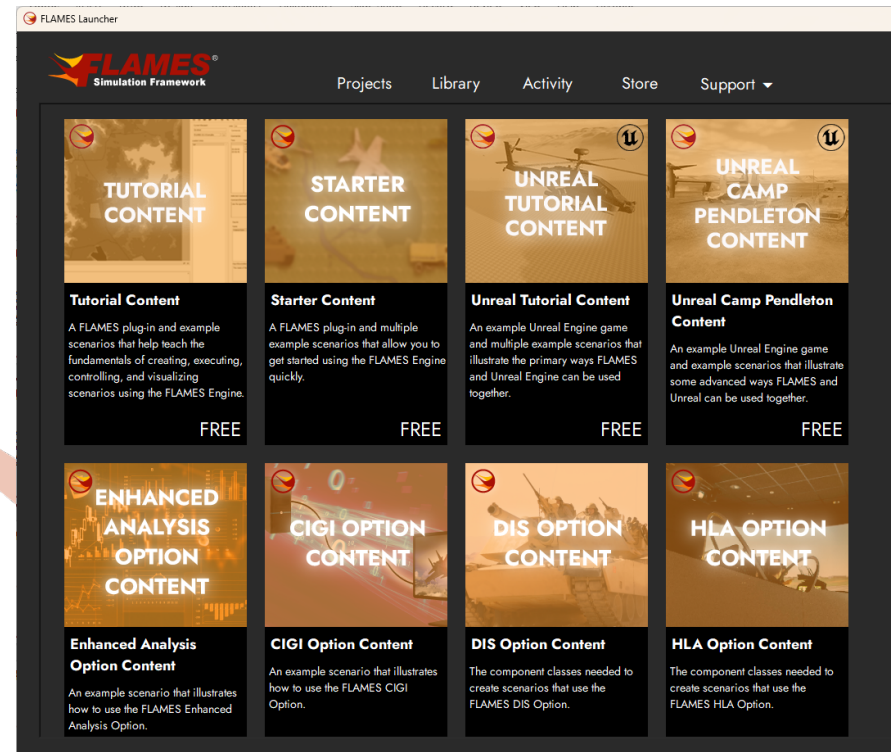 FLAMES Launcher
FLAMES®
Simulation Framework
Projects
Library
Activity
Store
Support
TUTORIAL
CONTENT
Tutorial Content
A FLAMES plug-in and example
scenarios that help teach the
fundamentals of creating, executing,
controlling, and visualizing
scenarios using the FLAMES Engine.
FREE
STARTER
CONTENT
Starter Content
A FLAMES plug-in and multiple
example scenarios that allow you to
get started using the FLAMES Engine
quickly.
FREE
UNREAL
TUTORIAL
CONTENT
Unreal Tutorial Content
An example Unreal Engine game
and multiple example scenarios that
illustrate the primary ways FLAMES
and Unreal Engine can be used
together.
FREE
UNREAL
CAMP
PENDLETON
CONTENT
Unreal Camp Pendleton
Content
An example Unreal Engine game
and example scenarios that illustrate
some advanced ways FLAMES and
Unreal can be used together.
FREE
ENHANCED
ANALYSIS
OPTION
CONTENT
Enhanced Analysis
Option Content
An example scenario that illustrates
how to use the FLAMES Enhanced
Analysis Option.
CIGI OPTION
CONTENT
CIGI Option Content
An example scenario that illustrates
how to use the FLAMES CIGI
Option.
DIS OPTION
CONTENT
DIS Option Content
The component classes needed to
create scenarios that use the
FLAMES DIS Option.
HLA OPTION
CONTENT
HLA Option Content
The component classes needed to
create scenarios that use the
FLAMES HLA Option.